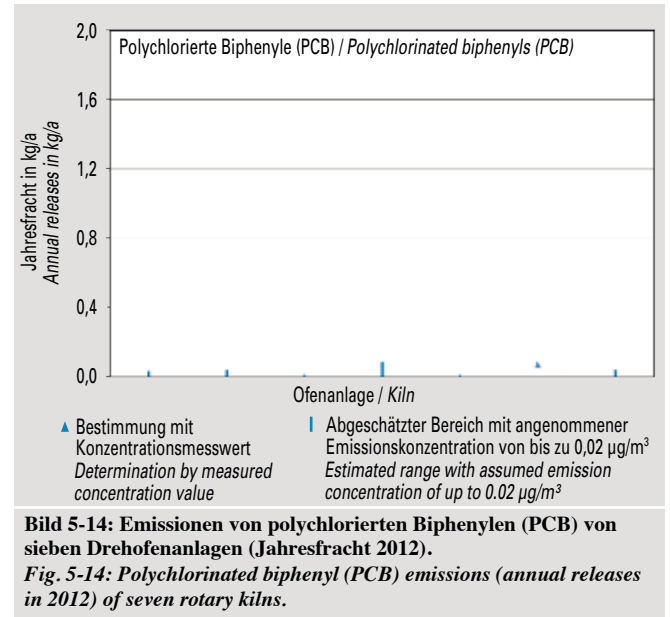 Polychlorierte Biphenyle (PCB) / Polychlorinated biphenyls (PCB)
Jahresfracht in kg/a
Annual releases in kg/a
2,0
1,6
1,2
0,8
0,4
0,0
Ofenanlage / Kiln
▲ Bestimmung mit
Konzentrationsmesswert
Determination by measured
concentration value
Abgeschätzter Bereich mit angenommener
Emissionskonzentration von bis zu 0,02 µg/m³
Estimated range with assumed emission
concentration of up to 0.02 µg/m³
Bild 5-14: Emissionen von polychlorierten Biphenylen (PCB) von
sieben Drehofenanlagen (Jahresfracht 2012).
Fig. 5-14: Polychlorinated biphenyl (PCB) emissions (annual releases
in 2012) of seven rotary kilns.